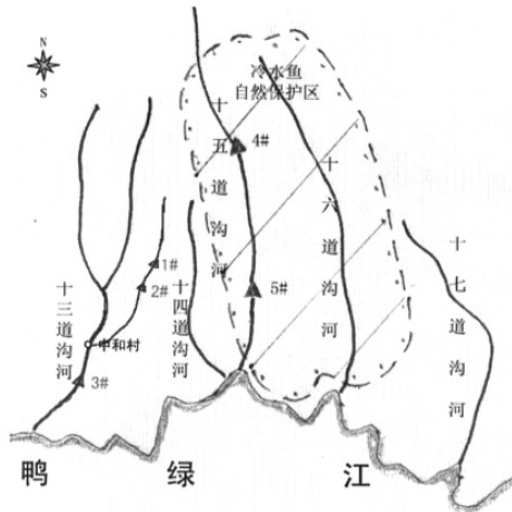 N
S
冷水鱼
自然保护区
十五道沟河
4#
十六道沟河
十七道沟河
1#
2#
十三道沟河
十四道沟河
5#
中和村
3#
鸭绿江